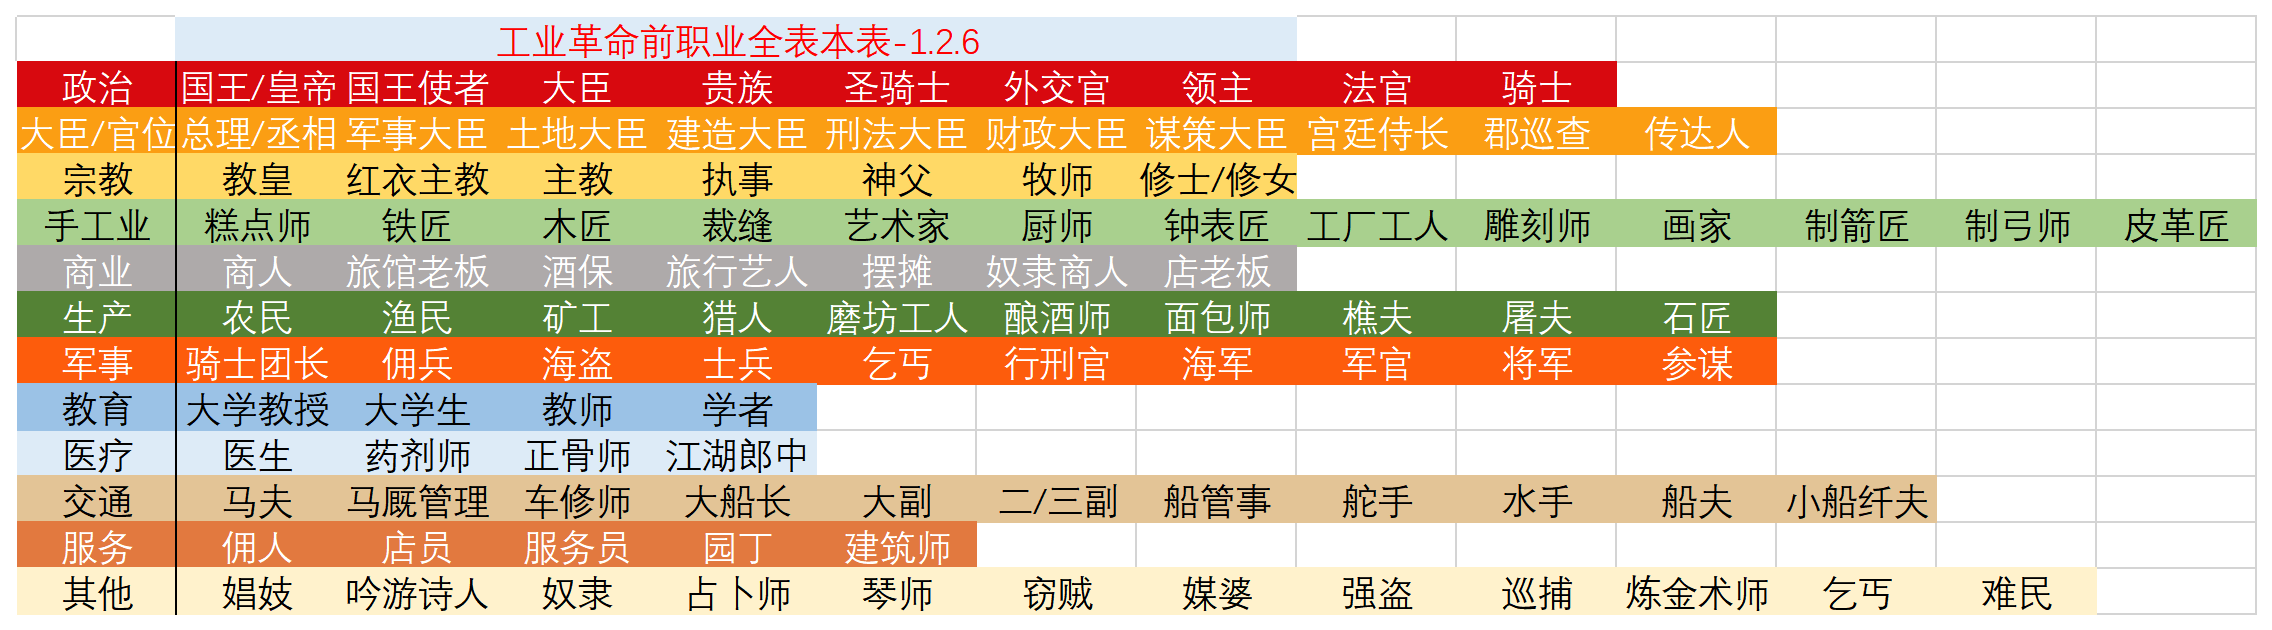 工业革命前职业全表本表-1.2.6
政治 国王/皇帝 国王使者 大臣 贵族 圣骑士 外交官 领主 法官 骑士
大臣/官位 总理/丞相 军事大臣 土地大臣 建造大臣 刑法大臣 财政大臣 谋策大臣 宫廷侍长 郡巡查 传达人
宗教 教皇 红衣主教 主教 执事 神父 牧师 修士/修女
手工业 糕点师 铁匠 木匠 裁缝 艺术家 厨师 钟表匠 工厂工人 雕刻师 画家 制箭匠 制弓师 皮革匠
商业 商人 旅馆老板 酒保 旅行艺人 摆摊 奴隶商人 店老板
生产 农民 渔民 矿工 猎人 磨坊工人 酿酒师 面包师 樵夫 屠夫 石匠
军事 骑士团长 佣兵 海盗 士兵 乞丐 行刑官 海军 军官 将军 参谋
教育 大学教授 大学生 教师 学者
医疗 医生 药剂师 正骨师 江湖郎中
交通 马夫 马厩管理 车修师 大船长 大副 二/三副 船管事 舵手 水手 船夫 小船纤夫
服务 佣人 店员 服务员 园丁 建筑师
其他 娼妓 吟游诗人 奴隶 占卜师 琴师 窃贼 媒婆 强盗 巡捕 炼金术师 乞丐 难民